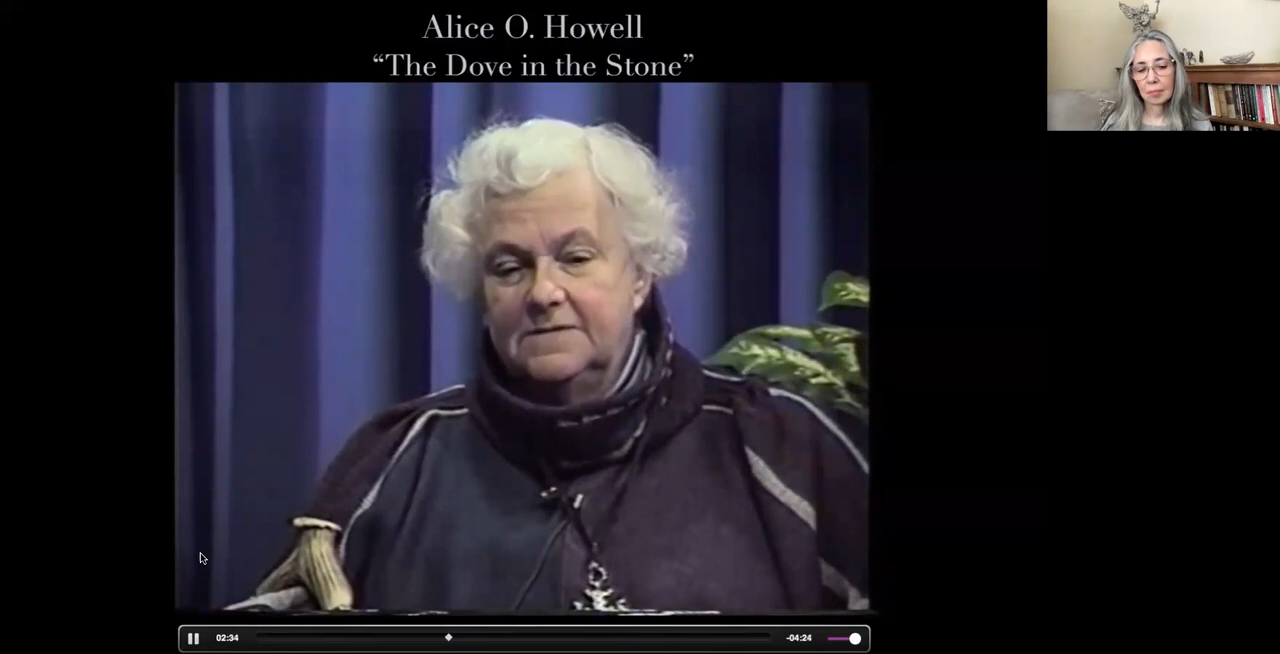 Alice O. Howell
“The Dove in the Stone”
02:34
-04:24